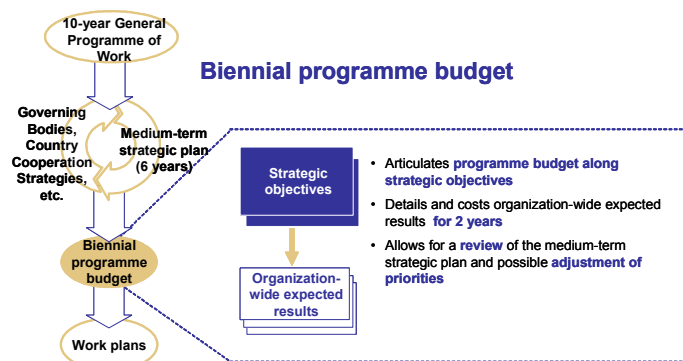 10-year General
Programme of
Work
Biennial programme budget
Governing
Bodies,
Country
Cooperation
Strategies,
etc.
Medium-term
strategic plan
(6 years)
Biennial
programme
budget
Work plans
Strategic
objectives
Organization-
wide expected
results
• Articulates programme budget along
strategic objectives
• Details and costs organization-wide expected
results for 2 years
• Allows for a review of the medium-term
strategic plan and possible adjustment of
priorities